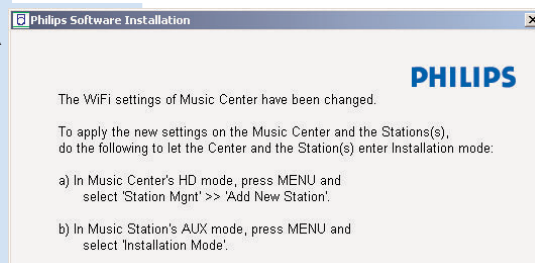 Philips Software Installation
PHILIPS
The WiFi settings of Music Center have been changed.
To apply the new settings on the Music Center and the Stations(s),
do the following to let the Center and the Station(s) enter Installation mode:
a) In Music Center's HD mode, press MENU and
select 'Station Mgnt' >> 'Add New Station'.
b) In Music Station's AUX mode, press MENU and
select 'Installation Mode'.